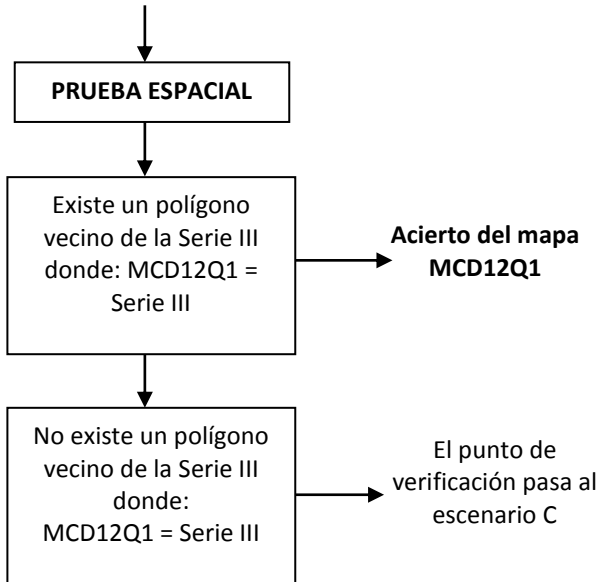 PRUEBA ESPACIAL
Existe un polígono
vecino de la Serie III
donde: MCD12Q1 =
Serie III
Acierto del mapa
MCD12Q1
No existe un polígono
vecino de la Serie III
donde:
MCD12Q1 = Serie III
El punto de
verificación pasa al
escenario C